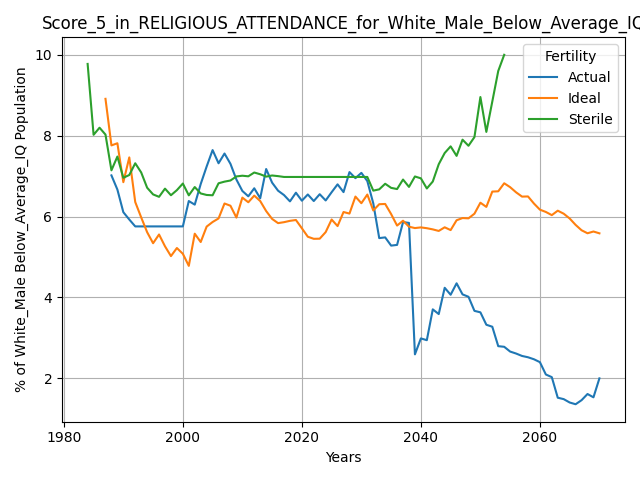 Score_5_in_RELIGIOUS_ATTENDANCE_for_White_Male_Below_Average_IQ
% of White_Male Below_Average_IQ Population
10
8
6
4
2
Fertility
Actual
Ideal
Sterile
1980
2000
2020
2040
2060
Years